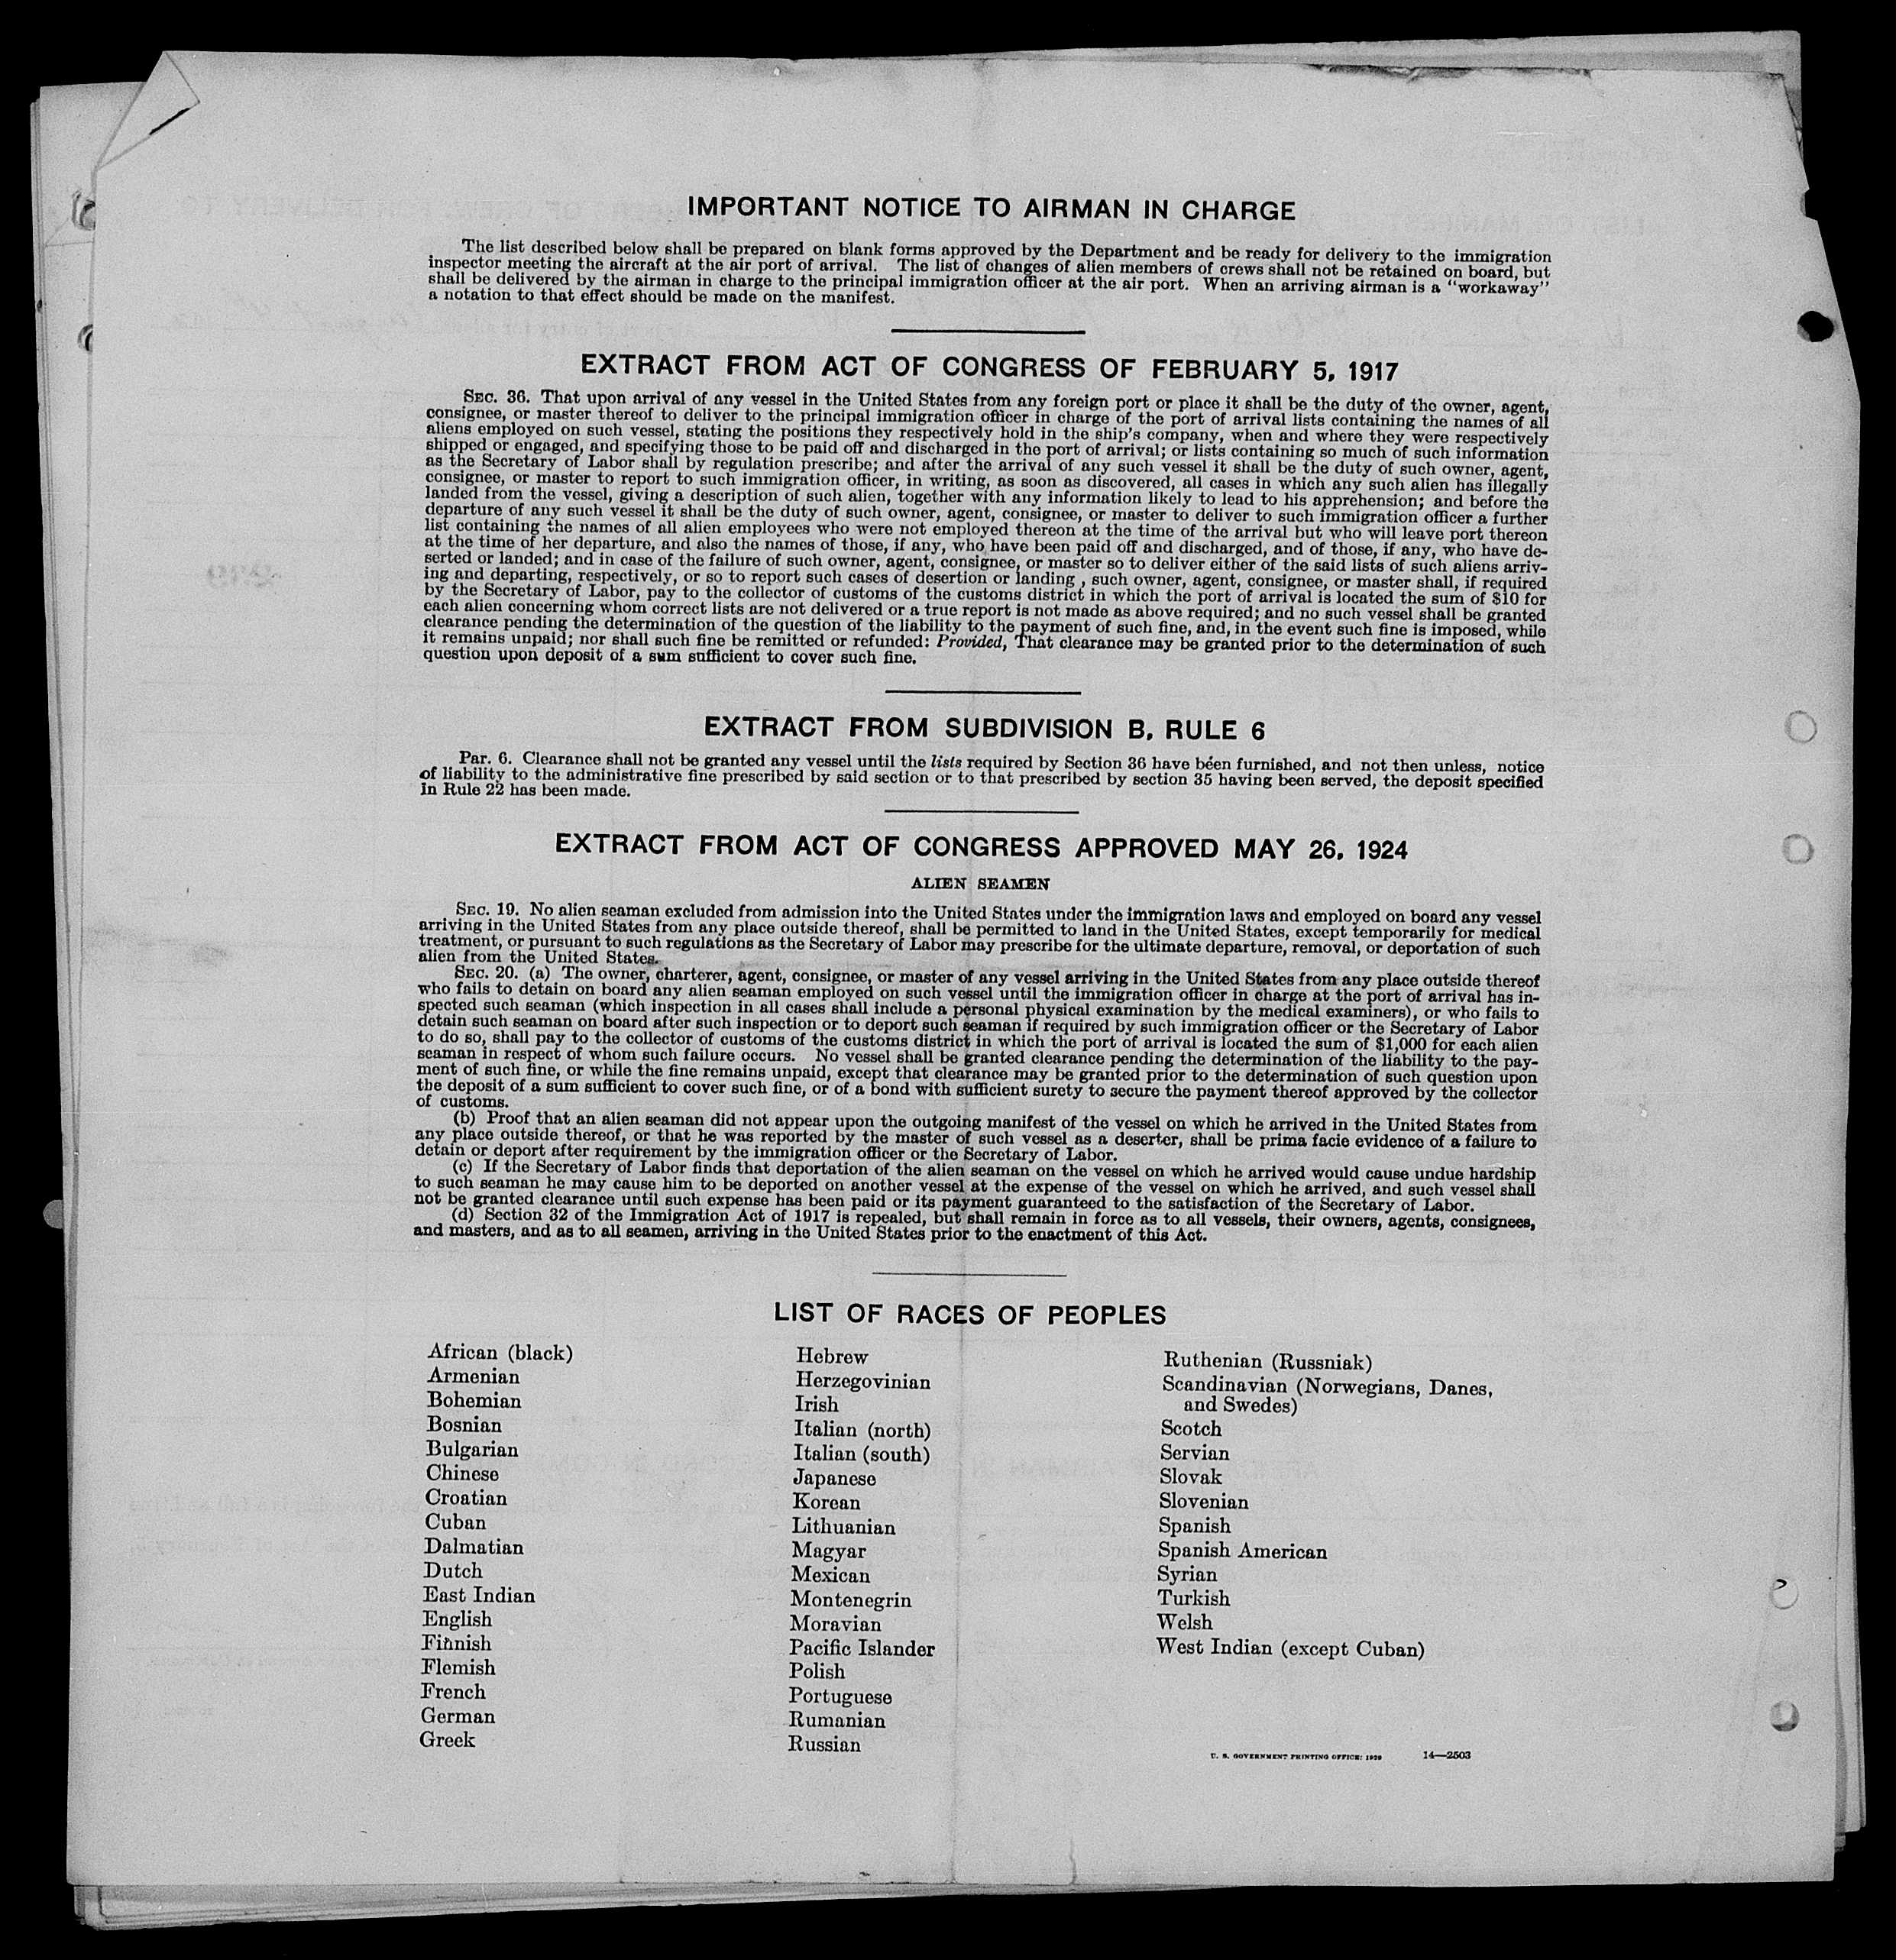 IMPORTANT NOTICE TO AIRMAN IN CHARGE
The list described below shall be prepared on blank forms approved by the Department and be ready for delivery to the immigration
inspector meeting the aircraft at the air port of arrival. The list of changes of alien members of crews shall not be retained on board, but
shall be delivered by the airman in charge to the principal immigration officer at the air port. When an arriving airman is a "workaway"
a notation to that effect should be made on the manifest.
EXTRACT FROM ACT OF CONGRESS OF FEBRUARY 5, 1917
SEC. 36. That upon arrival of any vessel in the United States from any foreign port or place it shall be the duty of the owner, agent,
consignee, or master thereof to deliver to the principal immigration officer in charge of the port of arrival lists containing the names of all
aliens employed on such vessel, stating the positions they respectively hold in the ship's company, when and where they were respectively
shipped or engaged, and specifying those to be paid off and discharged in the port of arrival; or lists containing so much of such information
as the Secretary of Labor shall by regulation prescribe; and after the arrival of any such vessel it shall be the duty of such owner, agent,
consignee, or master to report to such immigration officer, in writing, as soon as discovered, all cases in which any such alien has illegally
landed from the vessel, giving a description of such alien, together with any information likely to lead to his apprehension; and before the
departure of any such vessel it shall be the duty of such owner, agent, consignee, or master to deliver to such immigration officer a further
list containing the names of all alien employees who were not employed thereon at the time of the arrival but who will leave port thereon
at the time of her departure, and also the names of those, if any, who have been paid off and discharged, and of those, if any, who have de-
serted or landed; and in case of the failure of such owner, agent, consignee, or master so to deliver either of the said lists of such aliens arriv-
ing and departing, respectively, or so to report such cases of desertion or landing , such owner, agent, consignee, or master shall, if required
by the Secretary of Labor, pay to the collector of customs of the customs district in which the port of arrival is located the sum of $10 for
each alien concerning whom correct lists are not delivered or a true report is not made as above required; and no such vessel shall be granted
clearance pending the determination of the question of the liability to the payment of such fine, and, in the event such fine is imposed, while
it remains unpaid; nor shall such fine be remitted or refunded: Provided, That clearance may be granted prior to the determination of such
question upon deposit of a sum sufficient to cover such fine.
EXTRACT FROM SUBDIVISION B, RULE 6
Par. 6. Clearance shall not be granted any vessel until the lists required by Section 36 have been furnished, and not then unless, notice
of liability to the administrative fine prescribed by said section or to that prescribed by section 35 having been served, the deposit specified
in Rule 22 has been made.
EXTRACT FROM ACT OF CONGRESS APPROVED MAY 26, 1924
ALIEN SEAMEN
SEC. 19. No alien seaman excluded from admission into the United States under the immigration laws and employed on board any vessel
arriving in the United States from any place outside thereof, shall be permitted to land in the United States, except temporarily for medical
treatment, or pursuant to such regulations as the Secretary of Labor may prescribe for the ultimate departure, removal, or deportation of such
alien from the United States.
SEC. 20. (a) The owner, charterer, agent, consignee, or master of any vessel arriving in the United States from any place outside thereof
who fails to detain on board any alien seaman employed on such vessel until the immigration officer in charge at the port of arrival has in-
spected such seaman (which inspection in all cases shall include a personal physical examination by the medical examiners), or who fails to
detain such seaman on board after such inspection or to deport such seaman if required by such immigration officer or the Secretary of Labor
to do so, shall pay to the collector of customs of the customs district in which the port of arrival is located the sum of $1,000 for each alien
seaman in respect of whom such failure occurs. No vessel shall be granted clearance pending the determination of the liability to the pay-
ment of such fine, or while the fine remains unpaid, except that clearance may be granted prior to the determination of such question upon
the deposit of a sum sufficient to cover such fine, or of a bond with sufficient surety to secure the payment thereof approved by the collector
of customs.
(b) Proof that an alien seaman did not appear upon the outgoing manifest of the vessel on which he arrived in the United States from
any place outside thereof, or that he was reported by the master of such vessel as a deserter, shall be prima facie evidence of a failure to
detain or deport after requirement by the immigration officer or the Secretary of Labor.
(c) If the Secretary of Labor finds that deportation of the alien seaman on the vessel on which he arrived would cause undue hardship
to such seaman he may cause him to be deported on another vessel at the expense of the vessel on which he arrived, and such vessel shall
not be granted clearance until such expense has been paid or its payment guaranteed to the satisfaction of the Secretary of Labor.
(d) Section 32 of the Immigration Act of 1917 is repealed, but shall remain in force as to all vessels, their owners, agents, consignees,
and masters, and as to all seamen, arriving in the United States prior to the enactment of this Act.
LIST OF RACES OF PEOPLES
African (black)
Armenian
Bohemian
Bosnian
Bulgarian
Chinese
Croatian
Cuban
Dalmatian
Dutch
East Indian
English
Finnish
Flemish
French
German
Greek
Hebrew
Herzegovinian
Irish
Italian (north)
Italian (south)
Japanese
Korean
Lithuanian
Magyar
Mexican
Montenegrin
Moravian
Pacific Islander
Polish
Portuguese
Rumanian
Russian
Ruthenian (Russniak)
Scandinavian (Norwegians, Danes,
and Swedes)
Scotch
Servian
Slovak
Slovenian
Spanish
Spanish American
Syrian
Turkish
Welsh
West Indian (except Cuban)
U. S. GOVERNMENT PRINTING OFFICE: 1929 14—2503